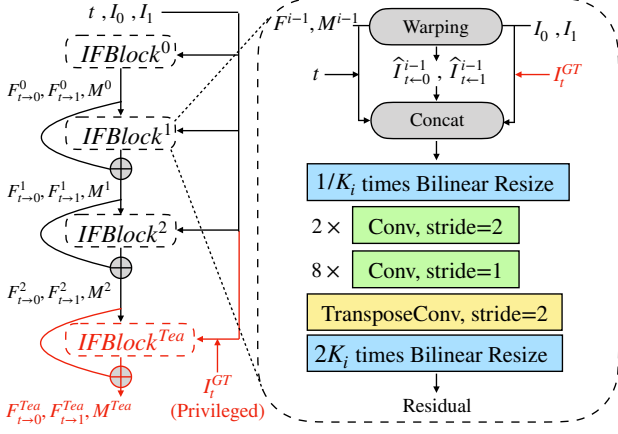 t , I_0 , I_1
IFBlock^0
F^0_{t→0}, F^0_{t→1}, M^0
IFBlock^1
F^1_{t→0}, F^1_{t→1}, M^1
IFBlock^2
F^2_{t→0}, F^2_{t→1}, M^2
IFBlock^{Tea}
I_t^{GT}
(Privileged)
F^{Tea}_{t→0}, F^{Tea}_{t→1}, M^{Tea}
F^{i−1}, M^{i−1}
Warping
I_0 , I_1
t
Î^{i−1}_{t←0} , Î^{i−1}_{t←1}
I_t^{GT}
Concat
1/K_i times Bilinear Resize
2 × Conv, stride=2
8 × Conv, stride=1
TransposeConv, stride=2
2K_i times Bilinear Resize
Residual